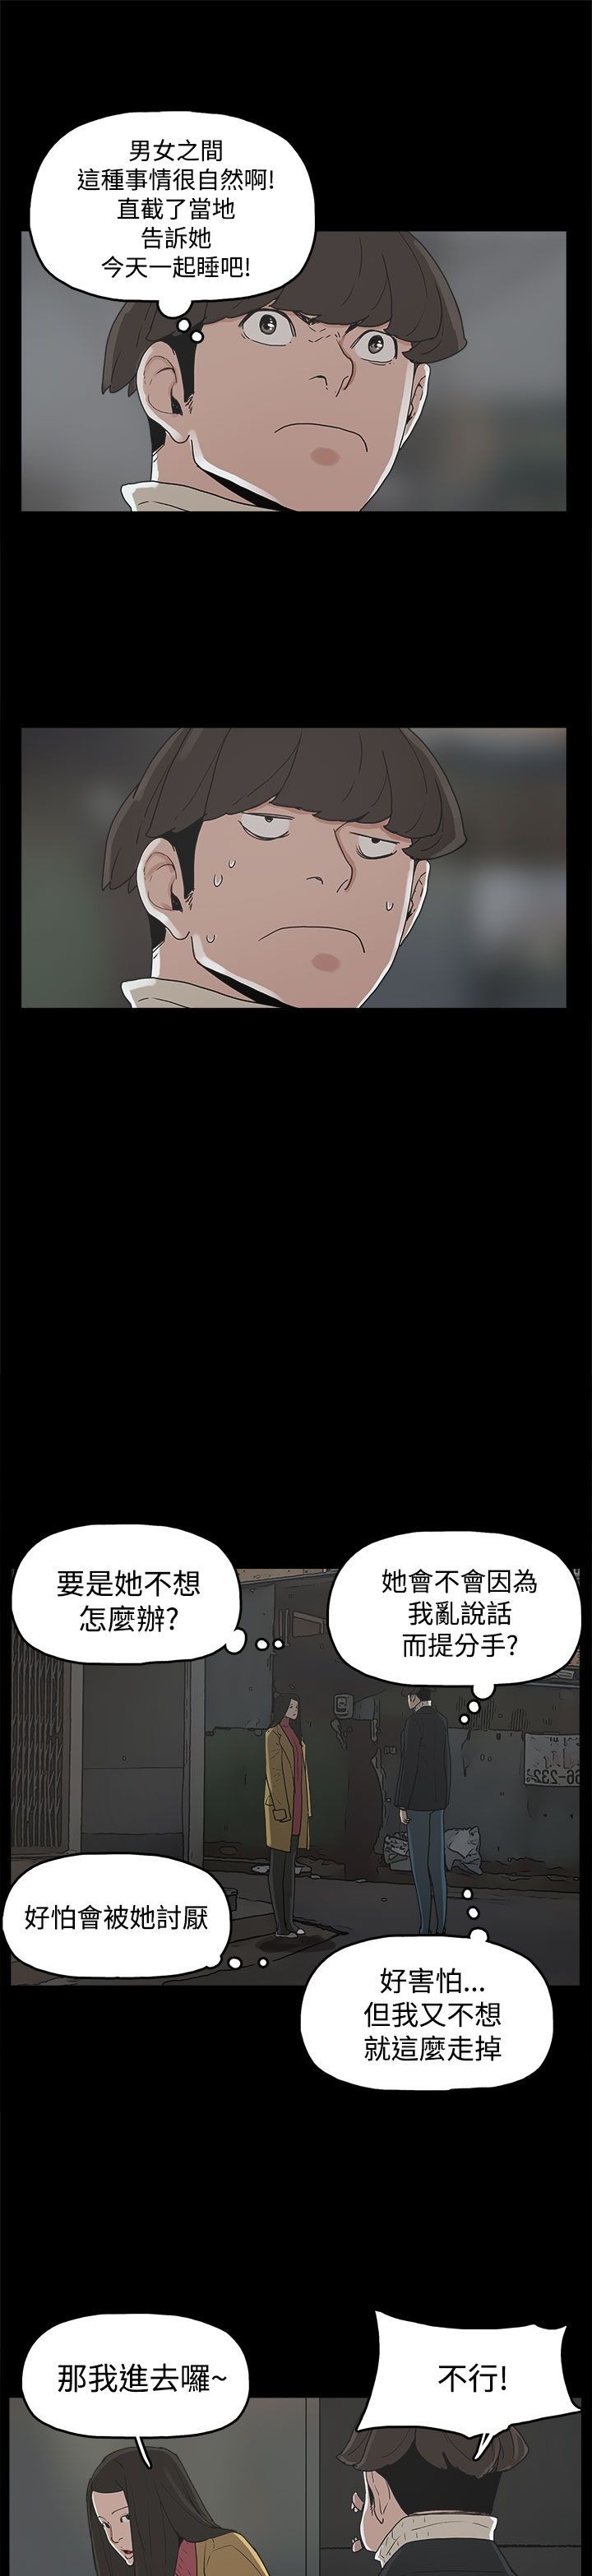 男女之間
這種事情很自然啊!
直截了當地
告訴她
今天一起睡吧!
要是她不想
怎麼辦?
她會不會因為
我亂說話
而提分手?
好怕會被她討厭
好害怕...
但我又不想
就這麼走掉
那我進去囉~
不行!